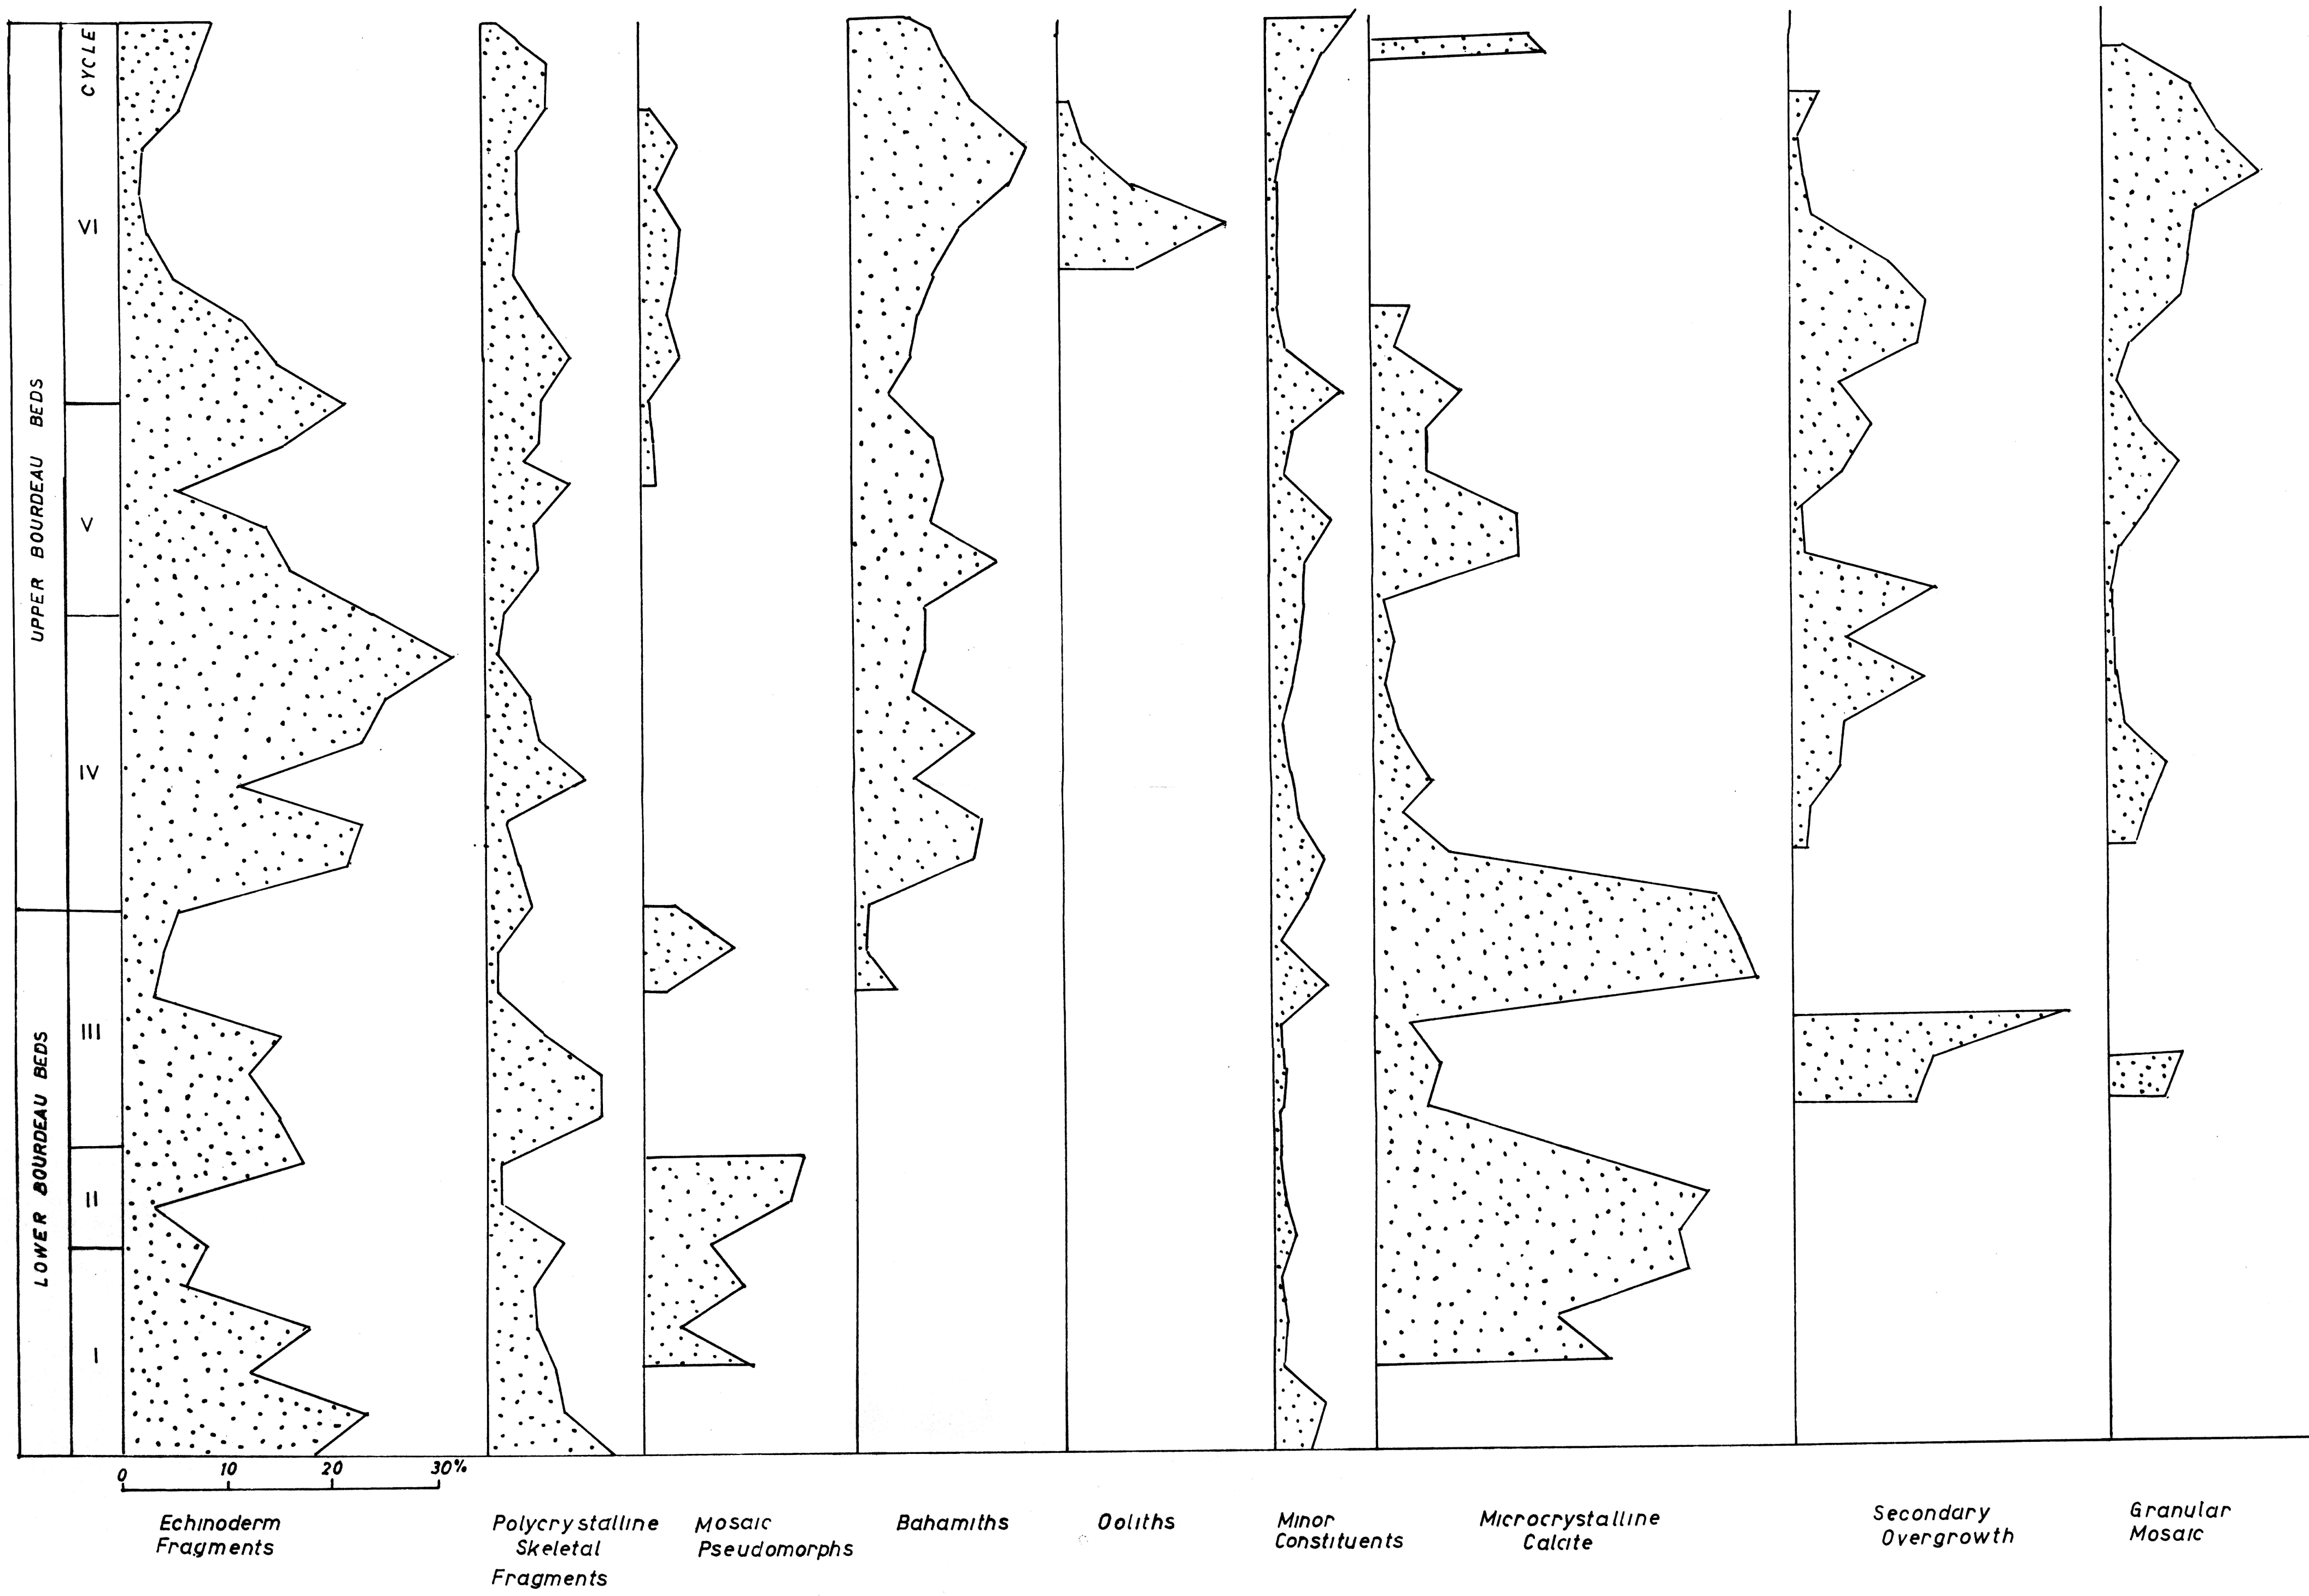 CYCLE
VI
UPPER BOURDEAU BEDS
V
IV
III
LOWER BOURDEAU BEDS
II
I
0 10 20 30%
Echinoderm
Fragments
Polycrystalline
Skeletal
Fragments
Mosaic
Pseudomorphs
Bahamiths
Ooliths
Minor
Constituents
Microcrystalline
Calcite
Secondary
Overgrowth
Granular
Mosaic